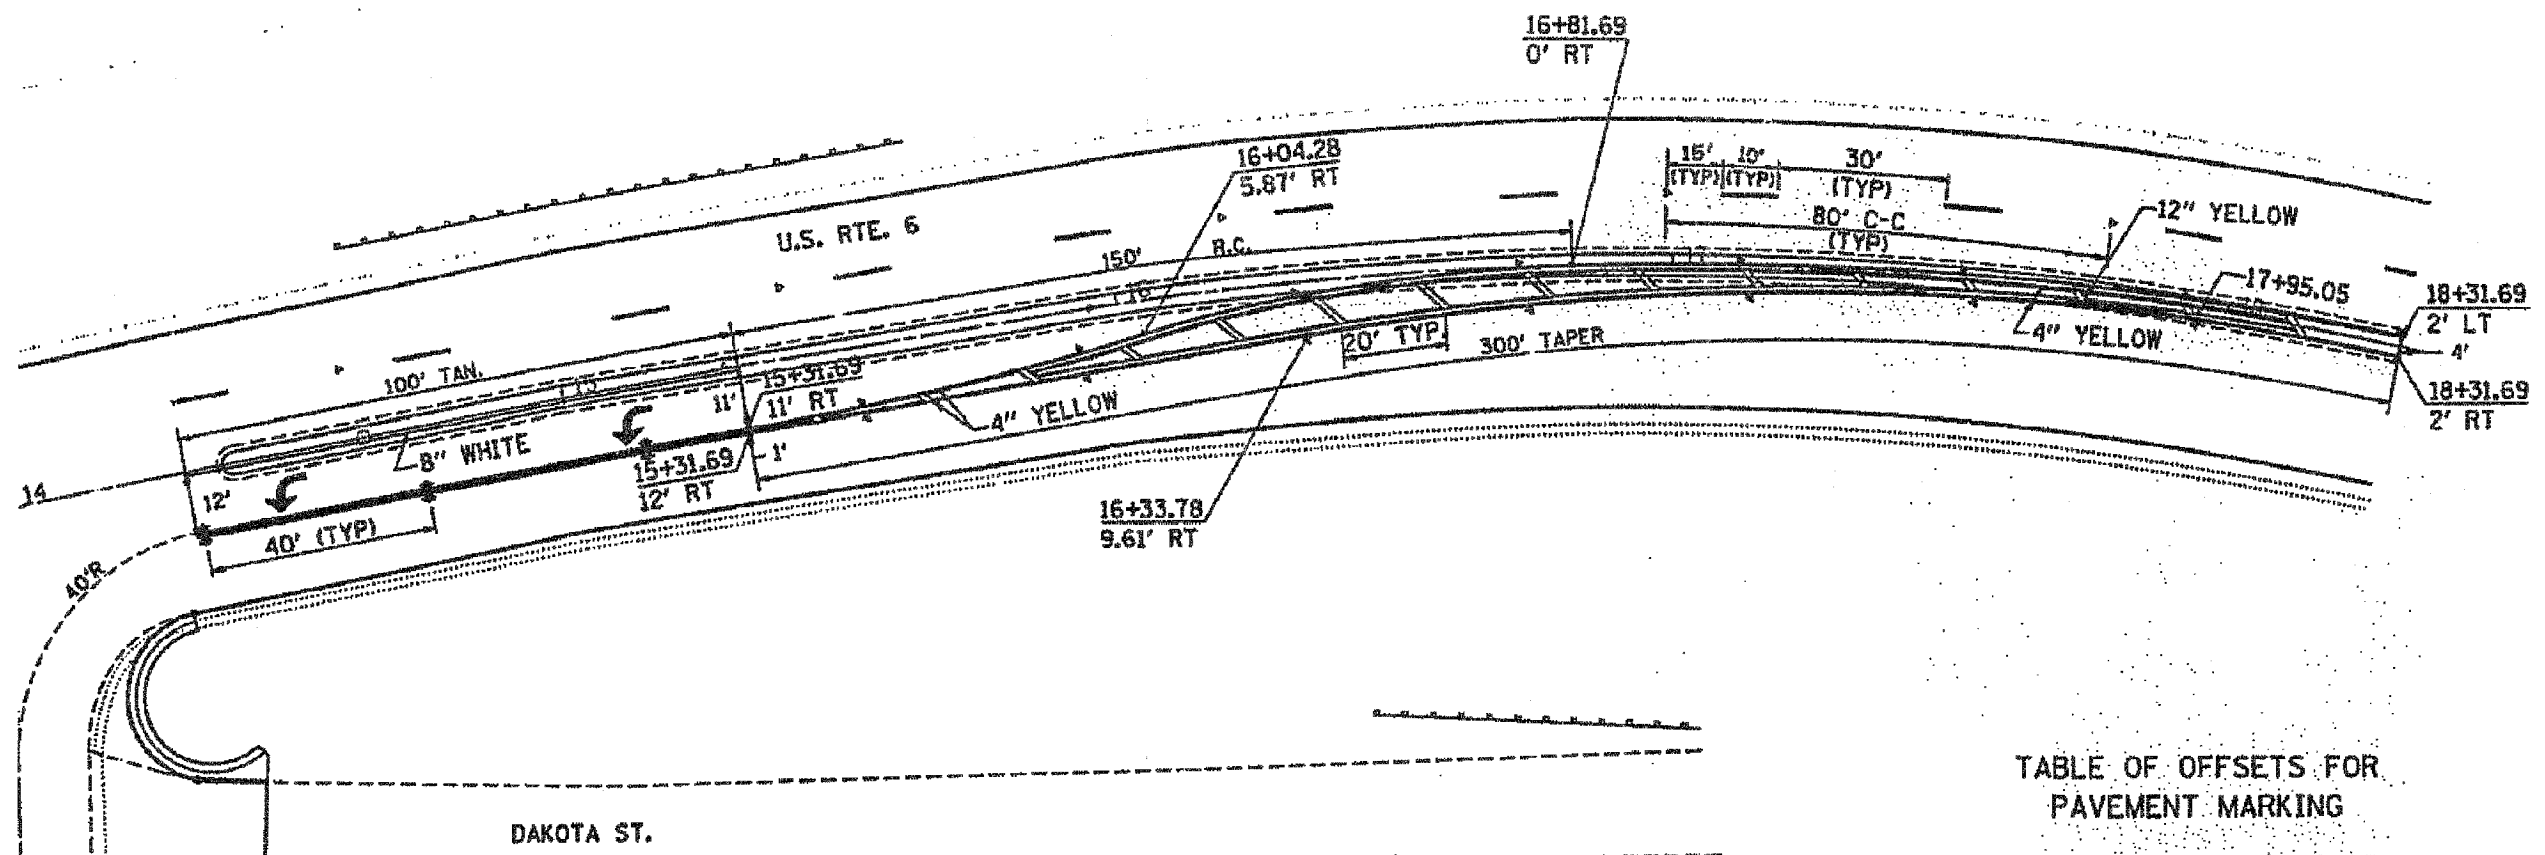 16+81.69
0' RT
16+04.28
5.87' RT
15'
(TYP)
10'
(TYP)
30'
(TYP)
80' C-C
(TYP)
12" YELLOW
U.S. RTE. 6
150'
R.C.
17+95.05
18+31.69
2' LT
4'
18+31.69
2' RT
4" YELLOW
20' TYP.
300' TAPER
100' TAN.
15+31.69
11' RT
11'
4" YELLOW
8" WHITE
15+31.69
12' RT
1'
14
12'
40' (TYP)
16+33.78
9.61' RT
40'R
TABLE OF OFFSETS FOR
PAVEMENT MARKING
DAKOTA ST.